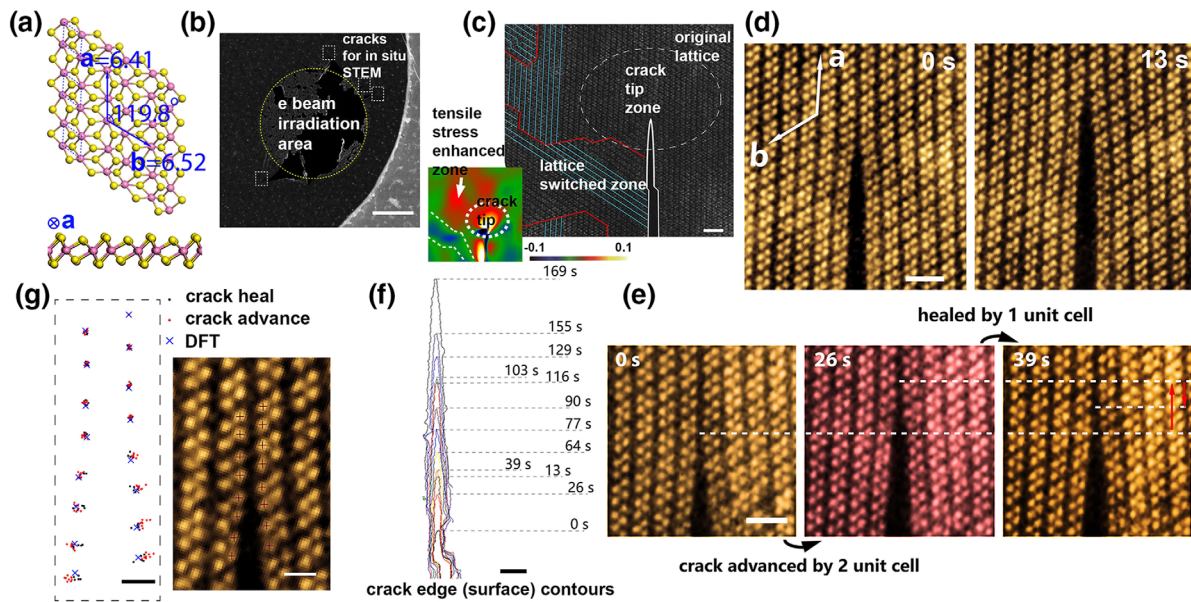 (a)
a=6.41
119.8°
b=6.52
⊗a
(b)
cracks
for in situ
STEM
e beam
irradiation
area
(c)
original
lattice
crack
tip
zone
lattice
switched zone
tensile
stress
enhanced
zone
crack
tip
-0.1 0.1
(d)
a
b
0 s
13 s
(g)
crack heal
crack advance
DFT
(f)
169 s
155 s
129 s
103 s
116 s
90 s
77 s
64 s
39 s
13 s
26 s
0 s
crack edge (surface) contours
(e)
healed by 1 unit cell
0 s
26 s
39 s
crack advanced by 2 unit cell